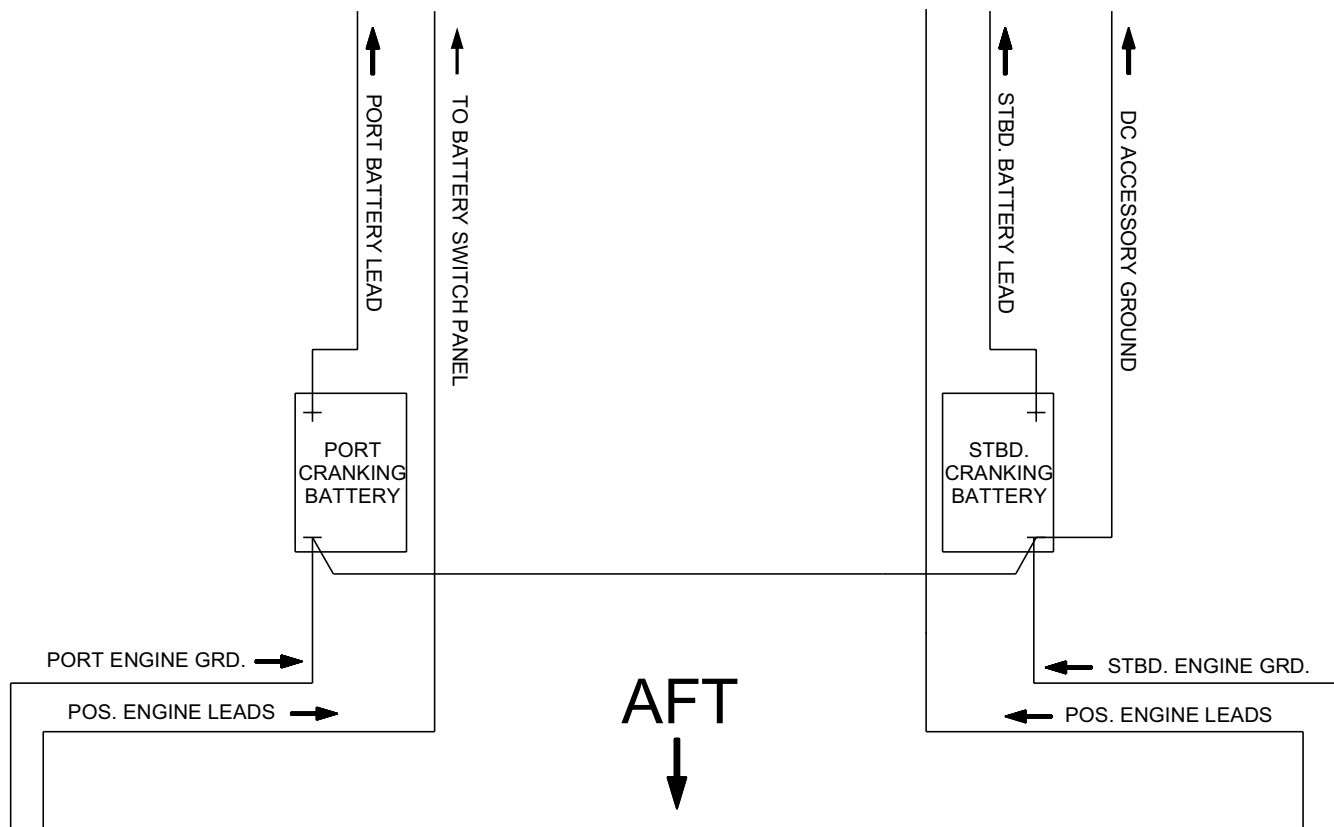 PORT BATTERY LEAD
TO BATTERY SWITCH PANEL
STBD. BATTERY LEAD
DC ACCESSORY GROUND
PORT
CRANKING
BATTERY
STBD.
CRANKING
BATTERY
PORT ENGINE GRD.
STBD. ENGINE GRD.
POS. ENGINE LEADS
AFT
POS. ENGINE LEADS